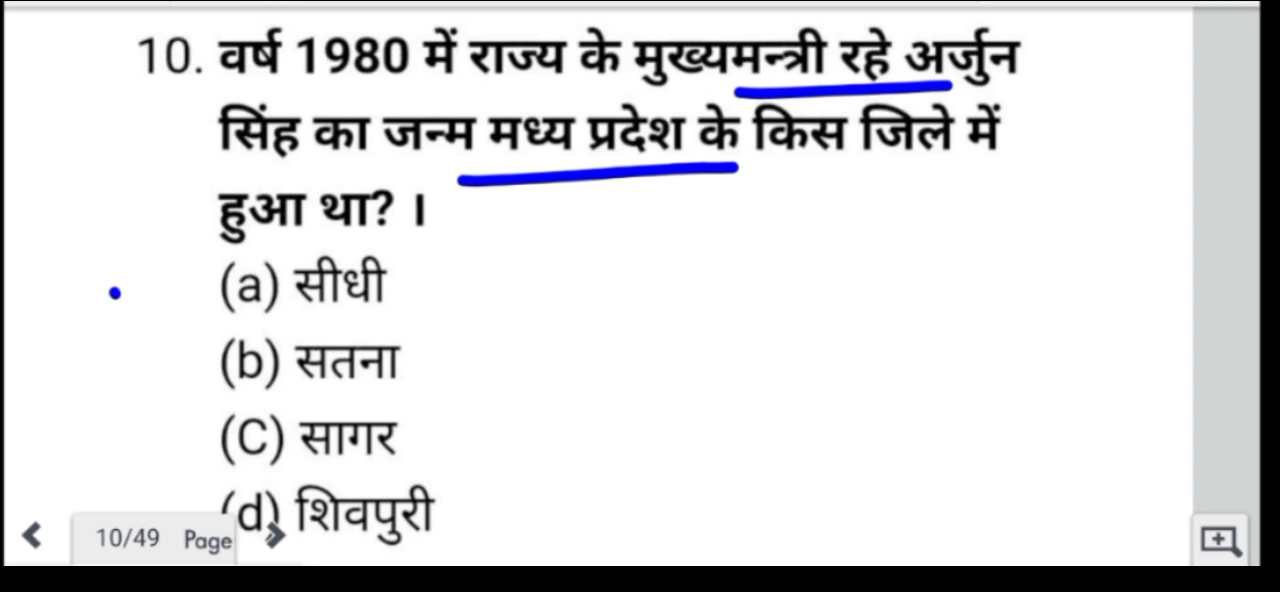 10. वर्ष 1980 में राज्य के मुख्यमन्त्री रहे अर्जुन
सिंह का जन्म मध्य प्रदेश के किस जिले में
हुआ था? ।
(a) सीधी
(b) सतना
(C) सागर
(d) शिवपुरी
10/49 Page